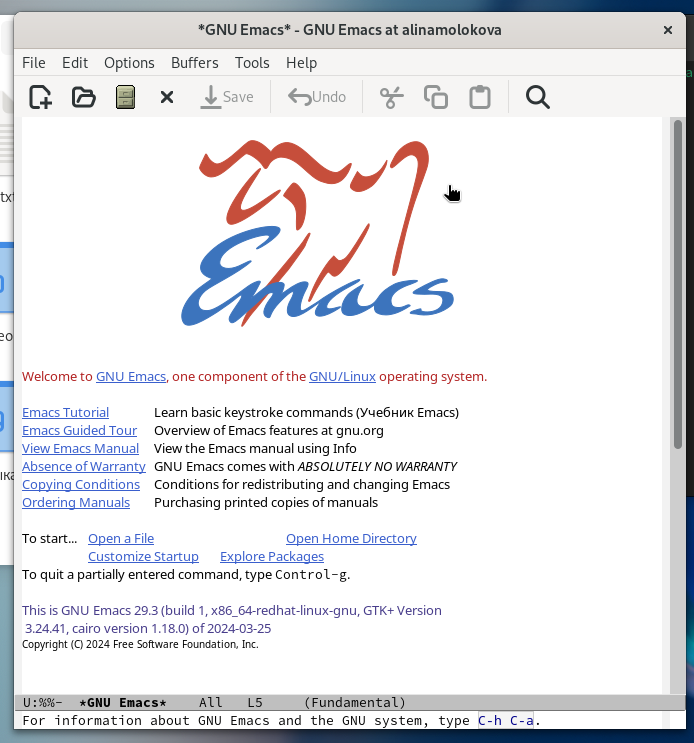 *GNU Emacs* - GNU Emacs at alinamolokova
File Edit Options Buffers Tools Help
Save Undo
Emacs
Welcome to GNU Emacs, one component of the GNU/Linux operating system.
Emacs Tutorial Learn basic keystroke commands (Учебник Emacs)
Emacs Guided Tour Overview of Emacs features at gnu.org
View Emacs Manual View the Emacs manual using Info
Absence of Warranty GNU Emacs comes with ABSOLUTELY NO WARRANTY
Copying Conditions Conditions for redistributing and changing Emacs
Ordering Manuals Purchasing printed copies of manuals
To start... Open a File Open Home Directory
Customize Startup Explore Packages
To quit a partially entered command, type Control-g.
This is GNU Emacs 29.3 (build 1, x86_64-redhat-linux-gnu, GTK+ Version
3.24.41, cairo version 1.18.0) of 2024-03-25
Copyright (C) 2024 Free Software Foundation, Inc.
U:%%- *GNU Emacs* All L5 (Fundamental)
For information about GNU Emacs and the GNU system, type C-h C-a.